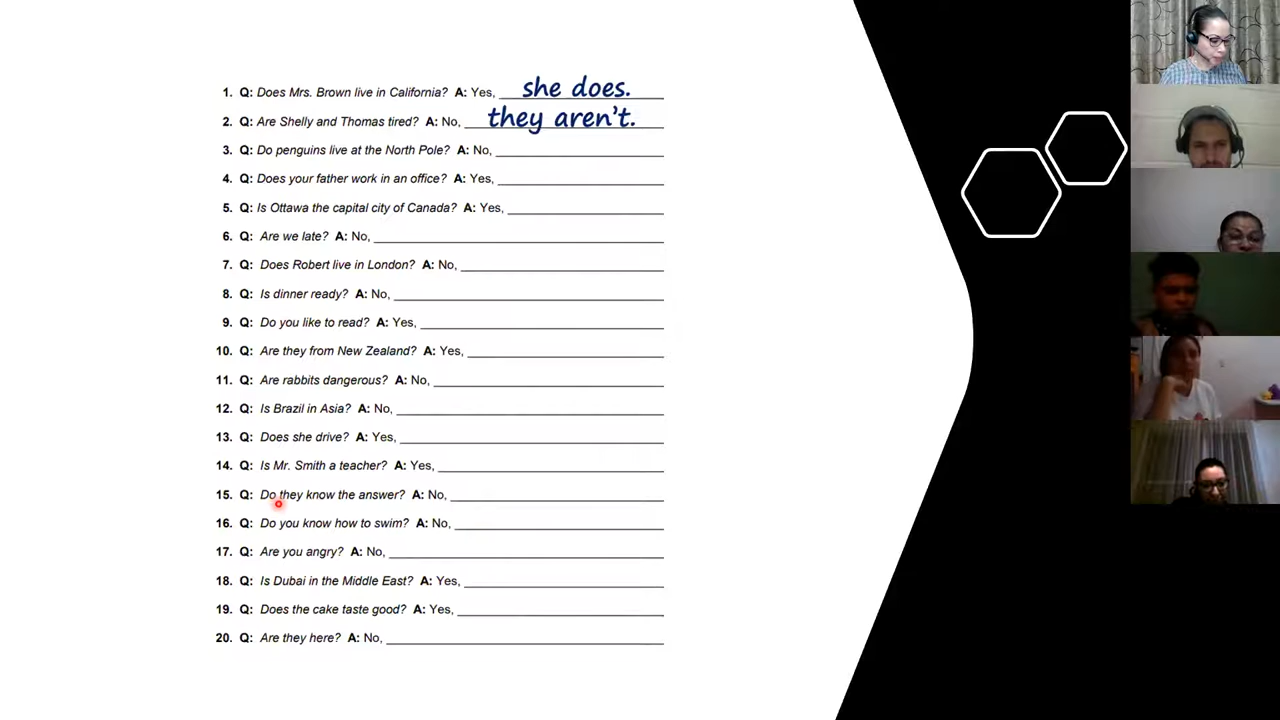 1. Q: Does Mrs. Brown live in California? A: Yes, she does.
2. Q: Are Shelly and Thomas tired? A: No, they aren't.
3. Q: Do penguins live at the North Pole? A: No,
4. Q: Does your father work in an office? A: Yes,
5. Q: Is Ottawa the capital city of Canada? A: Yes,
6. Q: Are we late? A: No,
7. Q: Does Robert live in London? A: No,
8. Q: Is dinner ready? A: No,
9. Q: Do you like to read? A: Yes,
10. Q: Are they from New Zealand? A: Yes,
11. Q: Are rabbits dangerous? A: No,
12. Q: Is Brazil in Asia? A: No,
13. Q: Does she drive? A: Yes,
14. Q: Is Mr. Smith a teacher? A: Yes,
15. Q: Do they know the answer? A: No,
16. Q: Do you know how to swim? A: No,
17. Q: Are you angry? A: No,
18. Q: Is Dubai in the Middle East? A: Yes,
19. Q: Does the cake taste good? A: Yes,
20. Q: Are they here? A: No,